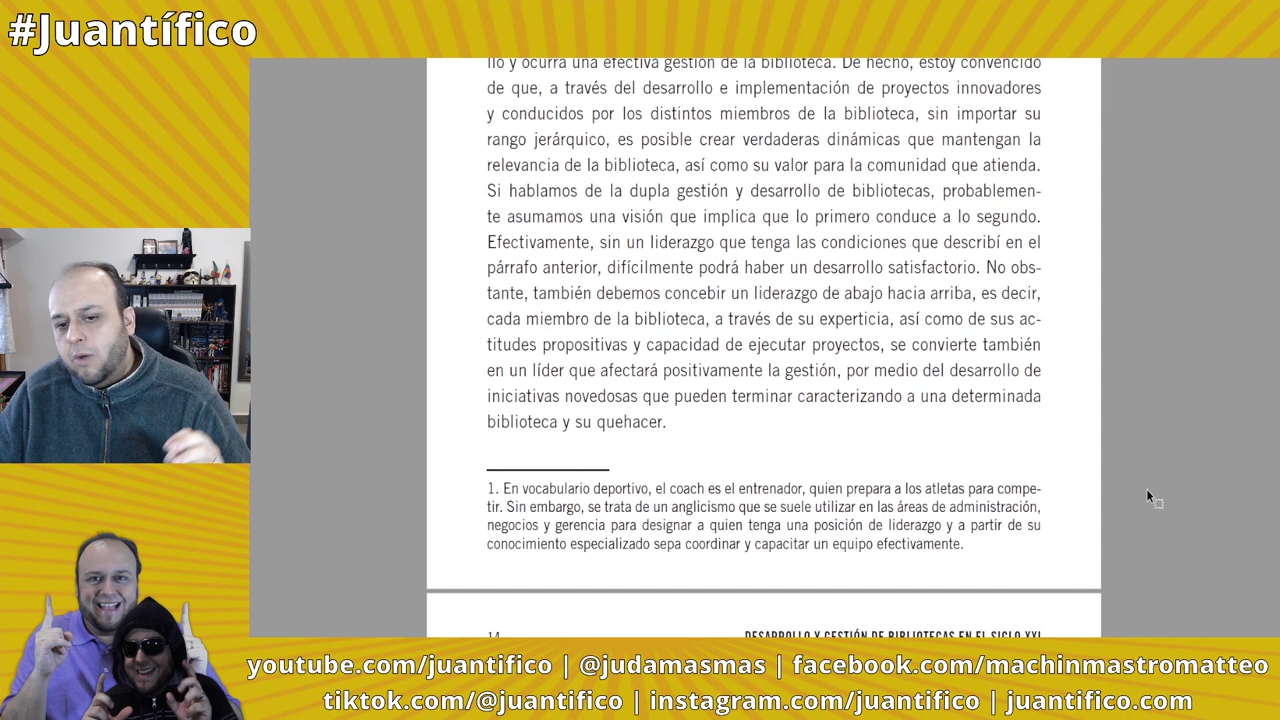 #Juantífico
llo y ocurra una efectiva gestión de la biblioteca. De hecho, estoy convencido
de que, a través del desarrollo e implementación de proyectos innovadores
y conducidos por los distintos miembros de la biblioteca, sin importar su
rango jerárquico, es posible crear verdaderas dinámicas que mantengan la
relevancia de la biblioteca, así como su valor para la comunidad que atienda.
Si hablamos de la dupla gestión y desarrollo de bibliotecas, probablemen-
te asumamos una visión que implica que lo primero conduce a lo segundo.
Efectivamente, sin un liderazgo que tenga las condiciones que describí en el
párrafo anterior, difícilmente podrá haber un desarrollo satisfactorio. No obs-
tante, también debemos concebir un liderazgo de abajo hacia arriba, es decir,
cada miembro de la biblioteca, a través de su experticia, así como de sus ac-
titudes propositivas y capacidad de ejecutar proyectos, se convierte también
en un líder que afectará positivamente la gestión, por medio del desarrollo de
iniciativas novedosas que pueden terminar caracterizando a una determinada
biblioteca y su quehacer.
1. En vocabulario deportivo, el coach es el entrenador, quien prepara a los atletas para compe-
tir. Sin embargo, se trata de un anglicismo que se suele utilizar en las áreas de administración,
negocios y gerencia para designar a quien tenga una posición de liderazgo y a partir de su
conocimiento especializado sepa coordinar y capacitar un equipo efectivamente.
14 DESARROLLO Y GESTIÓN DE BIBLIOTECAS EN EL SIGLO XXI
youtube.com/juantifico | @judamasmas | facebook.com/machinmastromatteo
tiktok.com/@juantifico | instagram.com/juantifico | juantifico.com